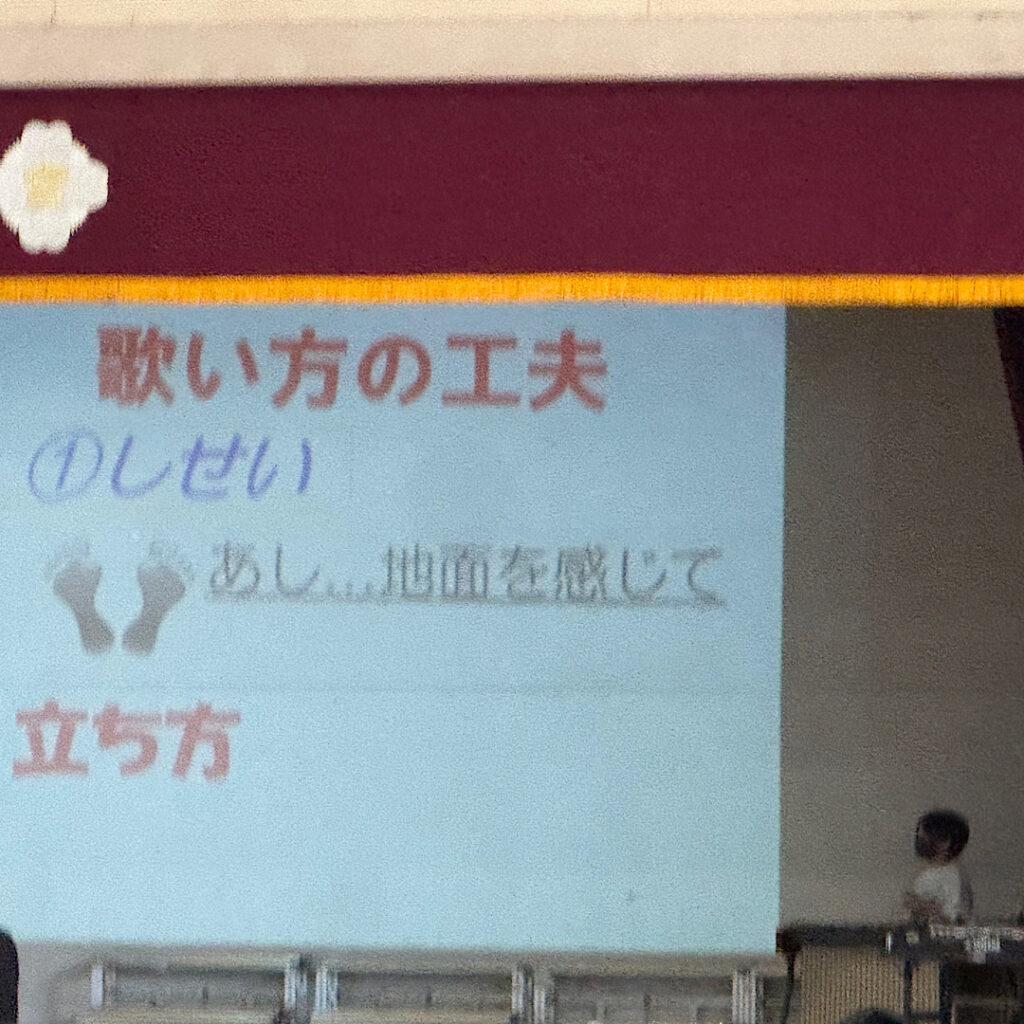 歌い方の工夫
①しせい
あし…地面を感じて
立ち方